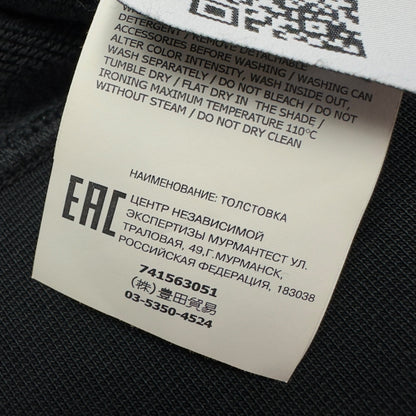 DETERGENT / REMOVE DETACHABLE
ACCESSORIES BEFORE WASHING / WASHING CAN
ALTER COLOR INTENSITY, WASH INSIDE OUT,
WASH SEPARATELY / DO NOT BLEACH / DO NOT
TUMBLE DRY / FLAT DRY IN THE SHADE /
IRONING MAXIMUM TEMPERATURE 110°C
WITHOUT STEAM / DO NOT DRY CLEAN
НАИМЕНОВАНИЕ: ТОЛСТОВКА
EAC
ЦЕНТР НЕЗАВИСИМОЙ
ЭКСПЕРТИЗЫ МУРМАНТЕСТ УЛ.
ТРАЛОВАЯ, 49,Г.МУРМАНСК,
РОССИЙСКАЯ ФЕДЕРАЦИЯ, 183038
741563051
(株)豊田貿易
03-5350-4524